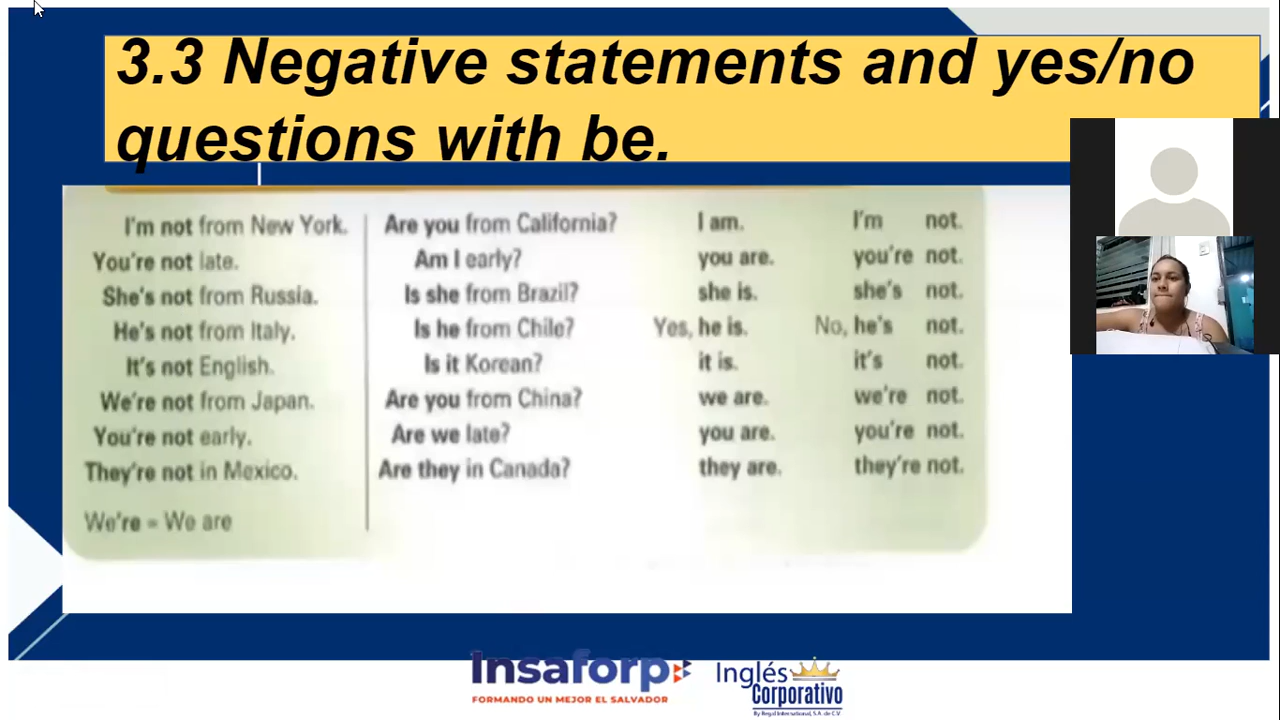 3.3 Negative statements and yes/no
questions with be.
I'm not from New York. Are you from California? I am. I'm not.
You're not late. Am I early? you are. you're not.
She's not from Russia. Is she from Brazil? she is. she's not.
He's not from Italy. Is he from Chile? Yes, he is. No, he's not.
It's not English. Is it Korean? it is. it's not.
We're not from Japan. Are you from China? we are. we're not.
You're not early. Are we late? you are. you're not.
They're not in Mexico. Are they in Canada? they are. they're not.
We're = We are
Insaforp
FORMANDO UN MEJOR EL SALVADOR
Inglés
Corporativo
By Regal International, S.A. de C.V.